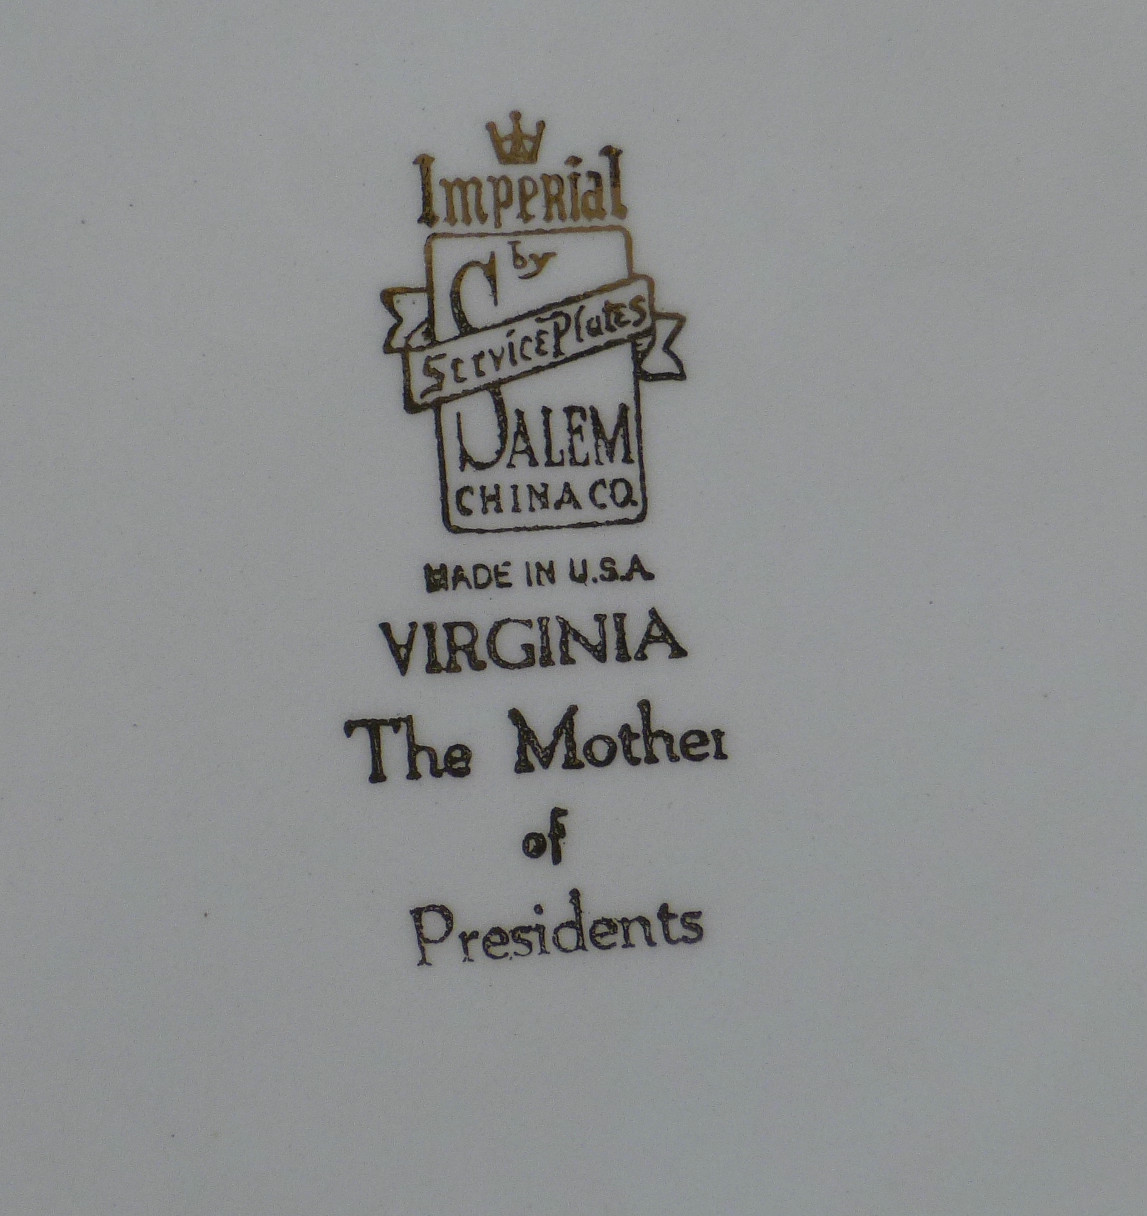 Imperial
by
Service Plates
SALEM
CHINA CO.
MADE IN U.S.A.
VIRGINIA
The Mother
of
Presidents